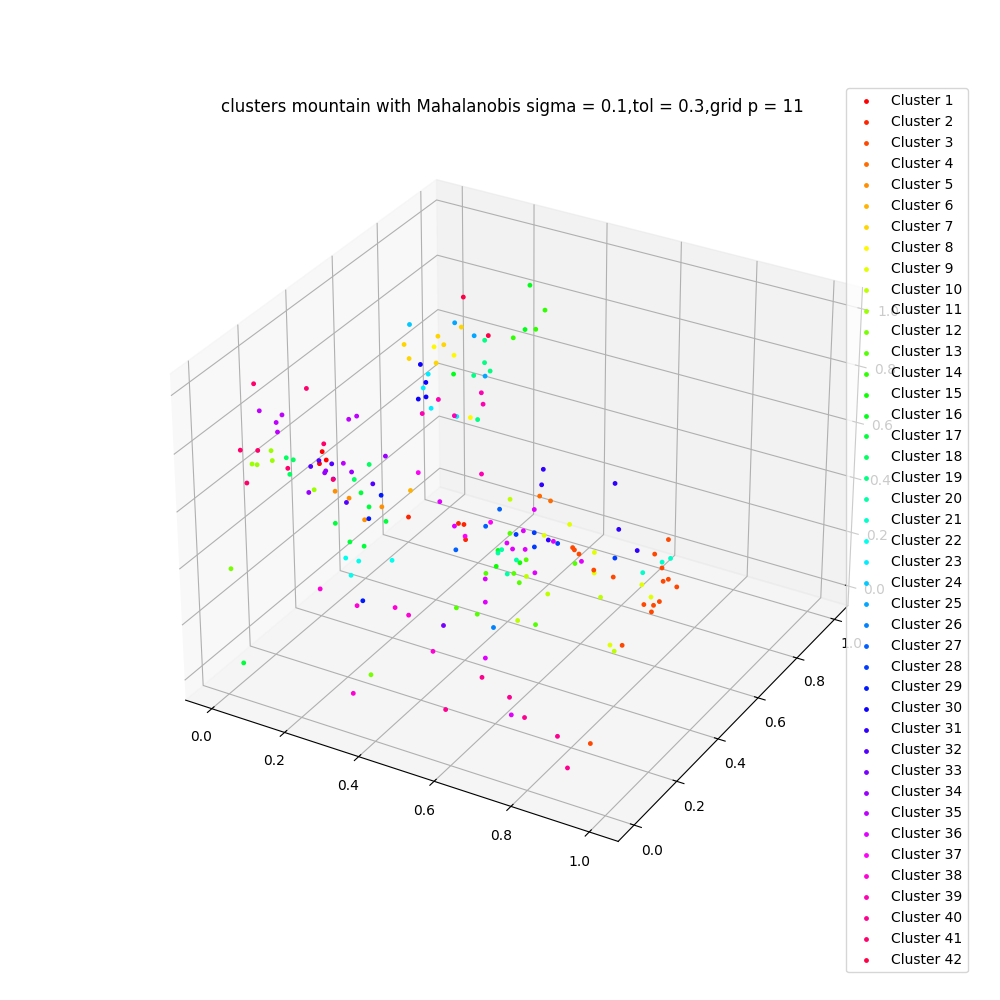 clusters mountain with Mahalanobis sigma = 0.1,tol = 0.3,grid p = 11
Cluster 1
Cluster 2
Cluster 3
Cluster 4
Cluster 5
Cluster 6
Cluster 7
Cluster 8
Cluster 9
Cluster 10
Cluster 11
Cluster 12
Cluster 13
Cluster 14
Cluster 15
Cluster 16
Cluster 17
Cluster 18
Cluster 19
Cluster 20
Cluster 21
Cluster 22
Cluster 23
Cluster 24
Cluster 25
Cluster 26
Cluster 27
Cluster 28
Cluster 29
Cluster 30
Cluster 31
Cluster 32
Cluster 33
Cluster 34
Cluster 35
Cluster 36
Cluster 37
Cluster 38
Cluster 39
Cluster 40
Cluster 41
Cluster 42
0.8
0.6
0.4
0.2
0.0
1.0
0.8
0.6
0.4
0.2
0.0
0.0
0.2
0.4
0.6
0.8
1.0